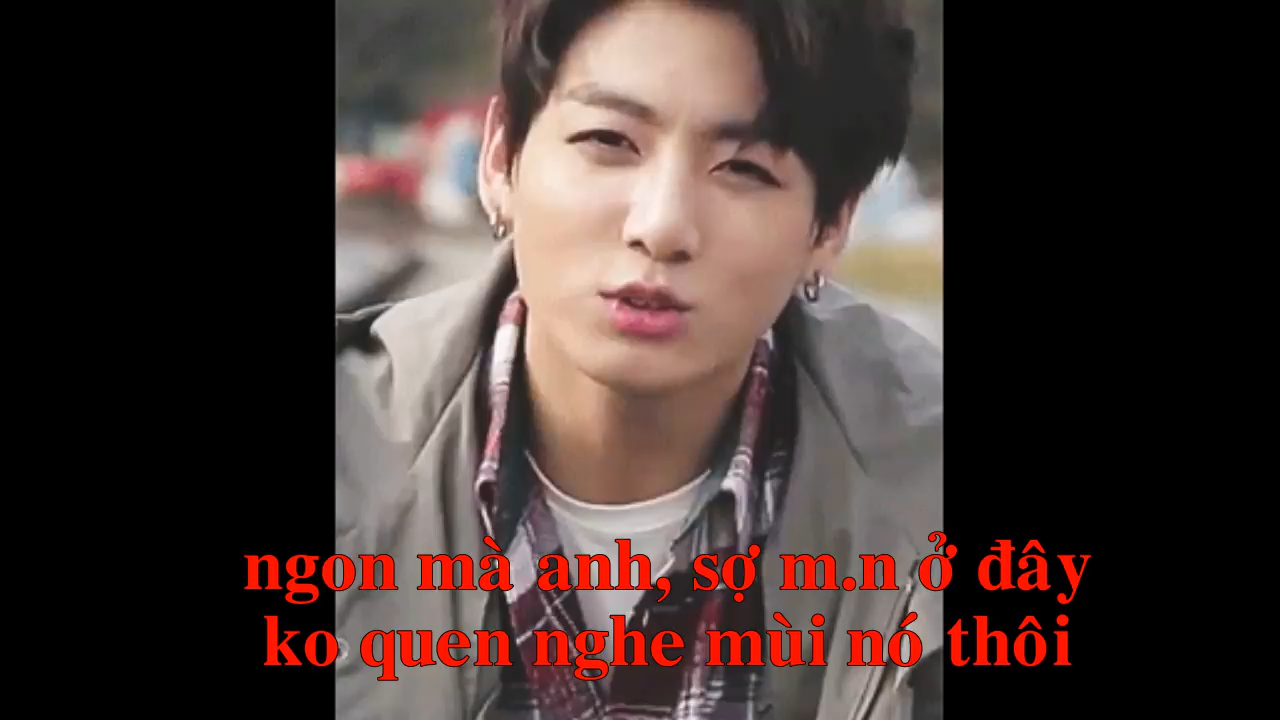 ngon mà anh, sợ m.n ở đây
ko quen nghe mùi nó thôi